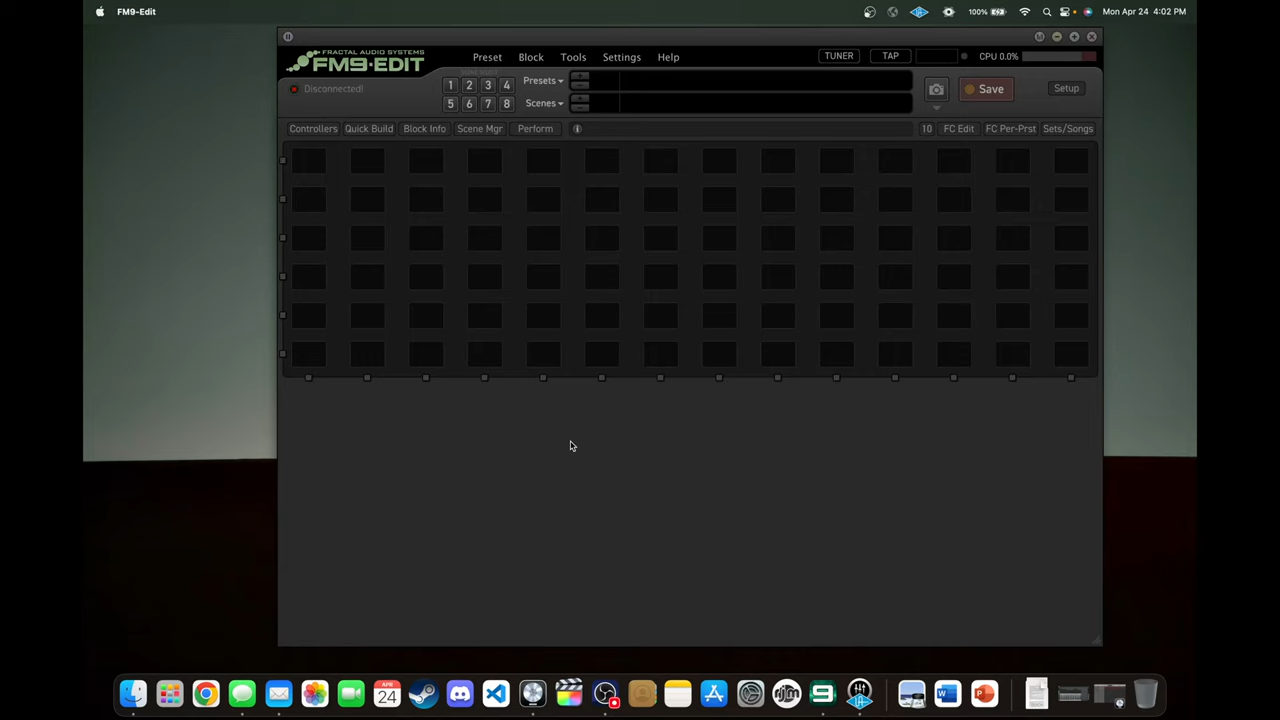 FM9-Edit
100%
Mon Apr 24 4:02 PM
FRACTAL AUDIO SYSTEMS
FM9-EDIT
Preset Block Tools Settings Help
TUNER TAP CPU 0.0%
Disconnected!
1 2 3 4
5 6 7 8
Presets
Scenes
Save
Setup
Controllers Quick Build Block Info Scene Mgr Perform 10 FC Edit FC Per-Prst Sets/Songs
APR
24
9